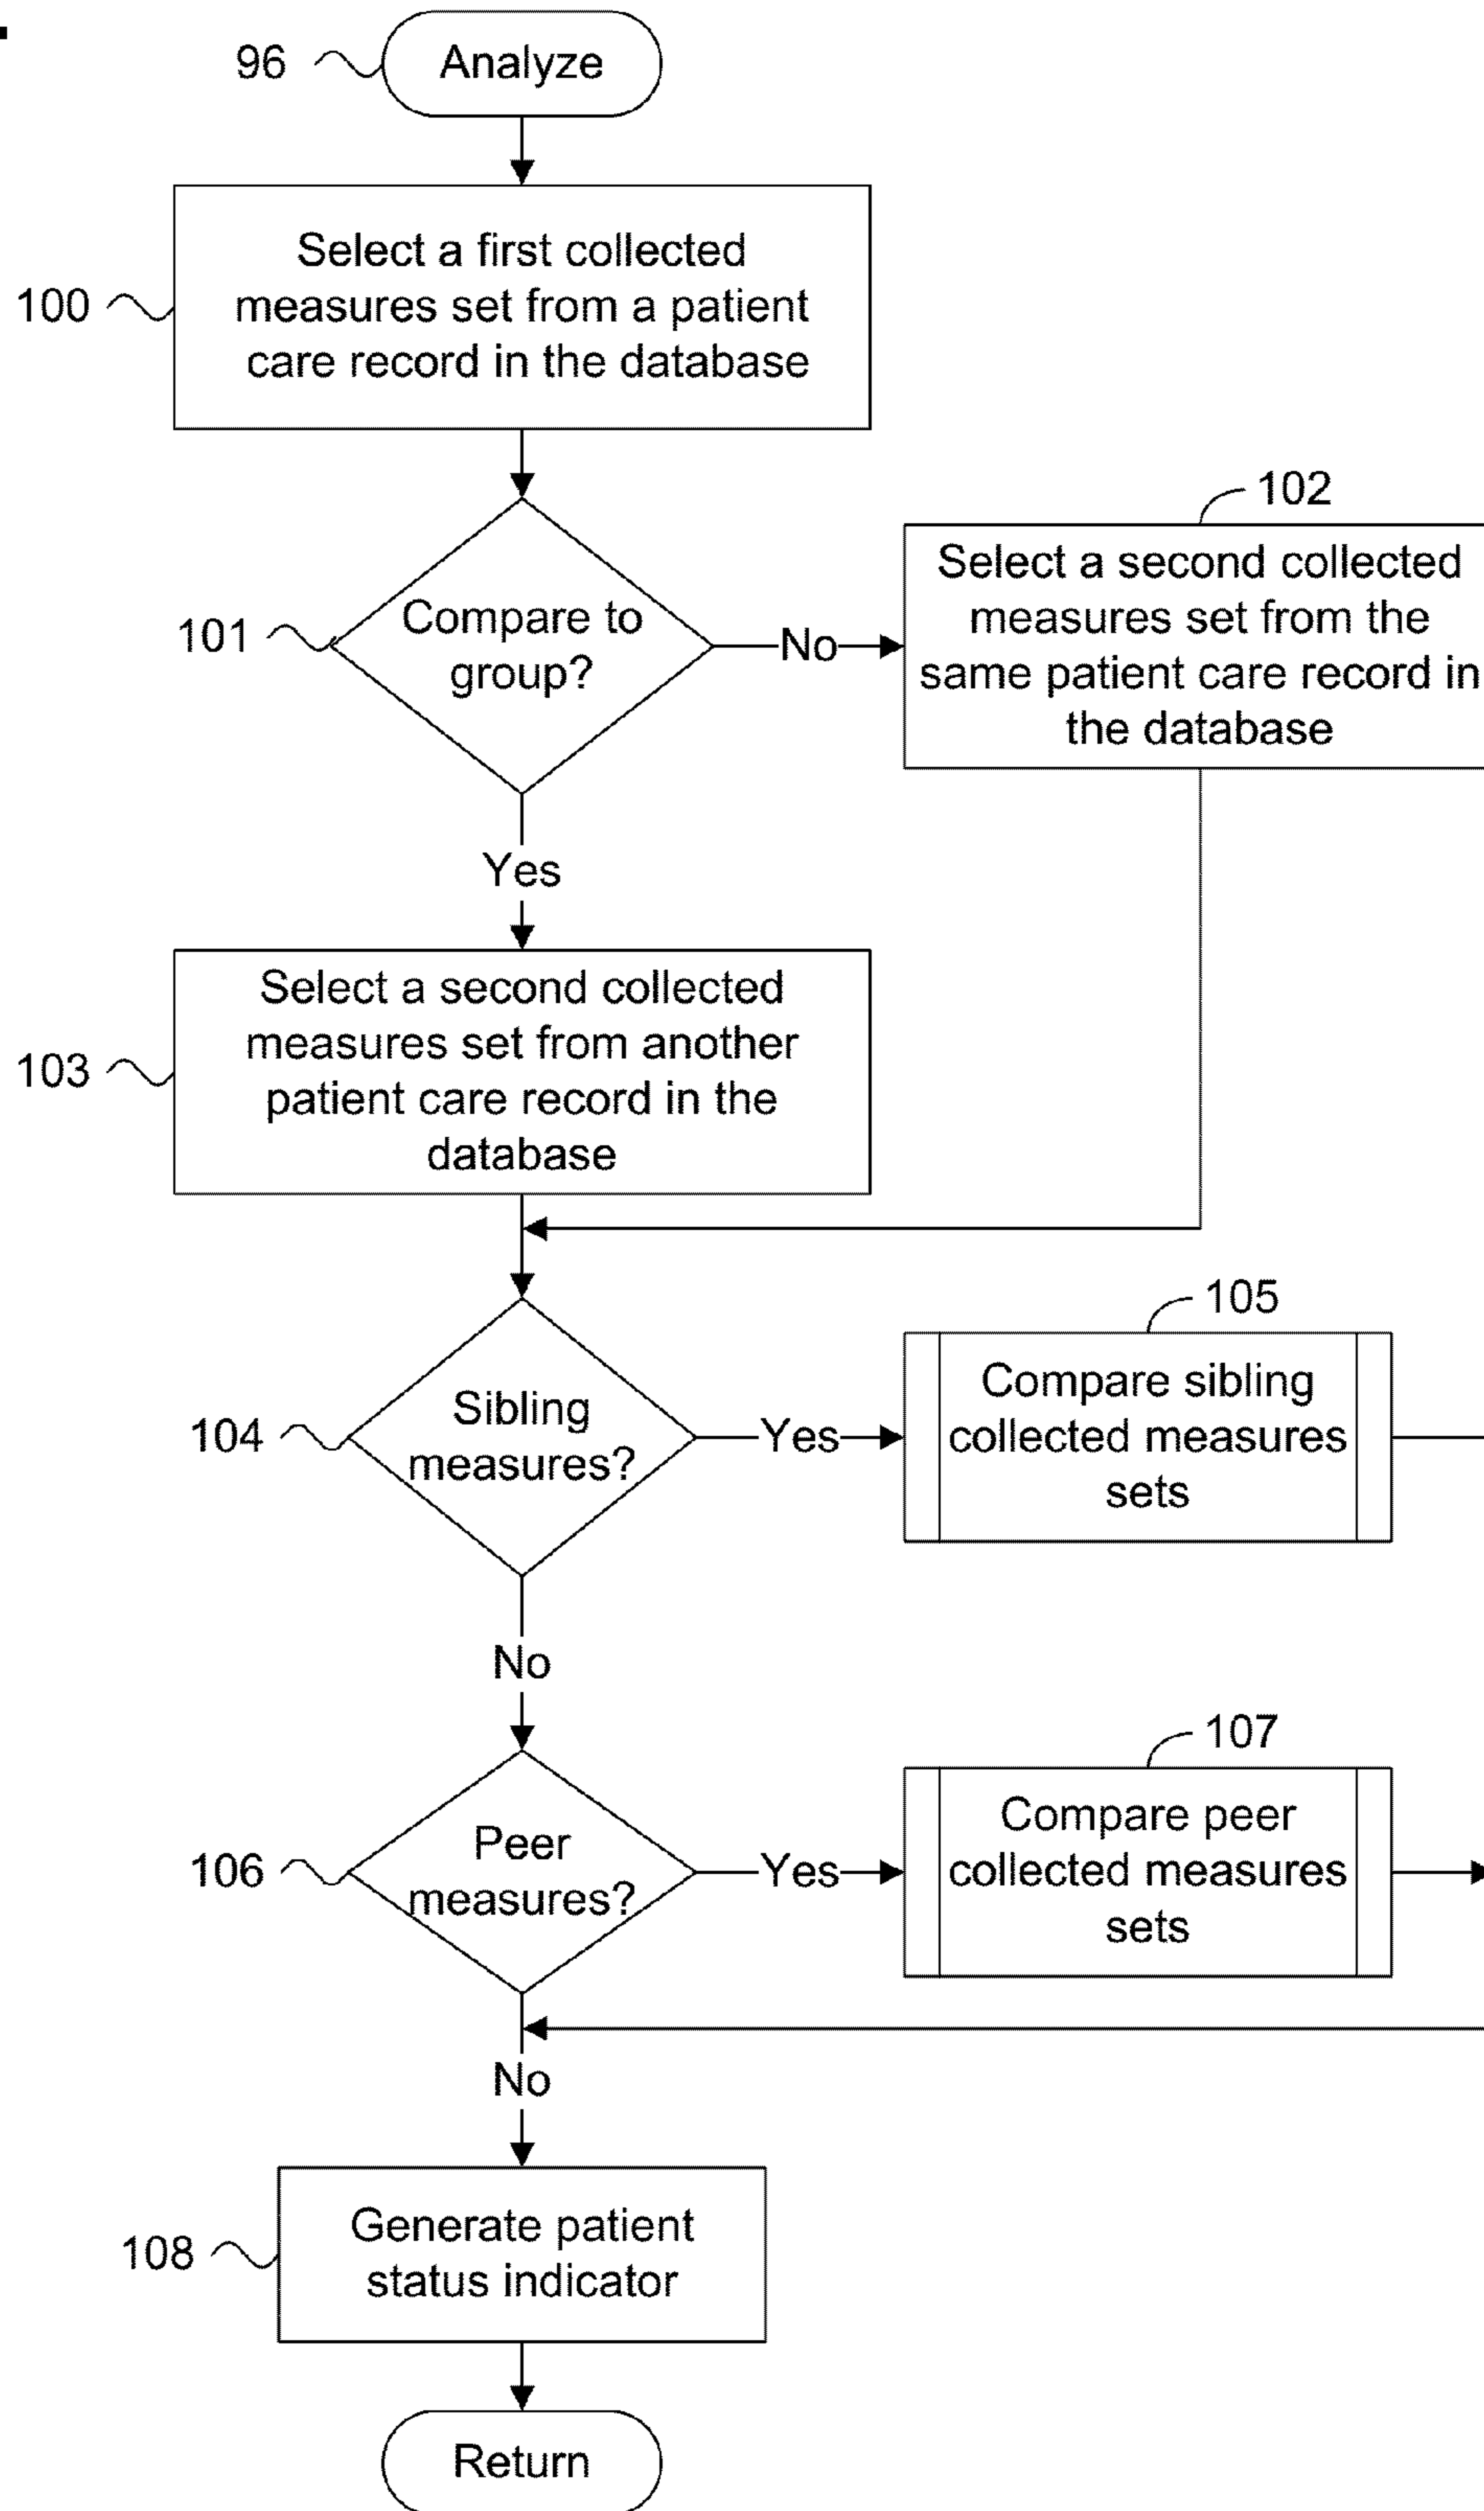 96
Analyze
100
Select a first collected
measures set from a patient
care record in the database
102
101
Compare to
group?
No
Select a second collected
measures set from the
same patient care record in
the database
Yes
103
Select a second collected
measures set from another
patient care record in the
database
105
104
Sibling
measures?
Yes
Compare sibling
collected measures
sets
No
107
106
Peer
measures?
Yes
Compare peer
collected measures
sets
No
108
Generate patient
status indicator
Return